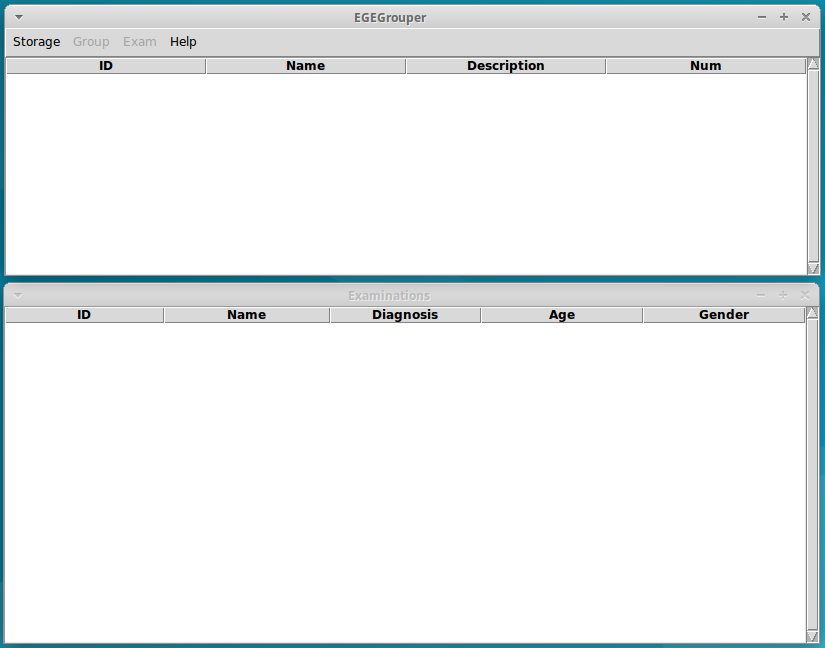 EGEGrouper
Storage Group Exam Help
ID Name Description Num
Examinations
ID Name Diagnosis Age Gender